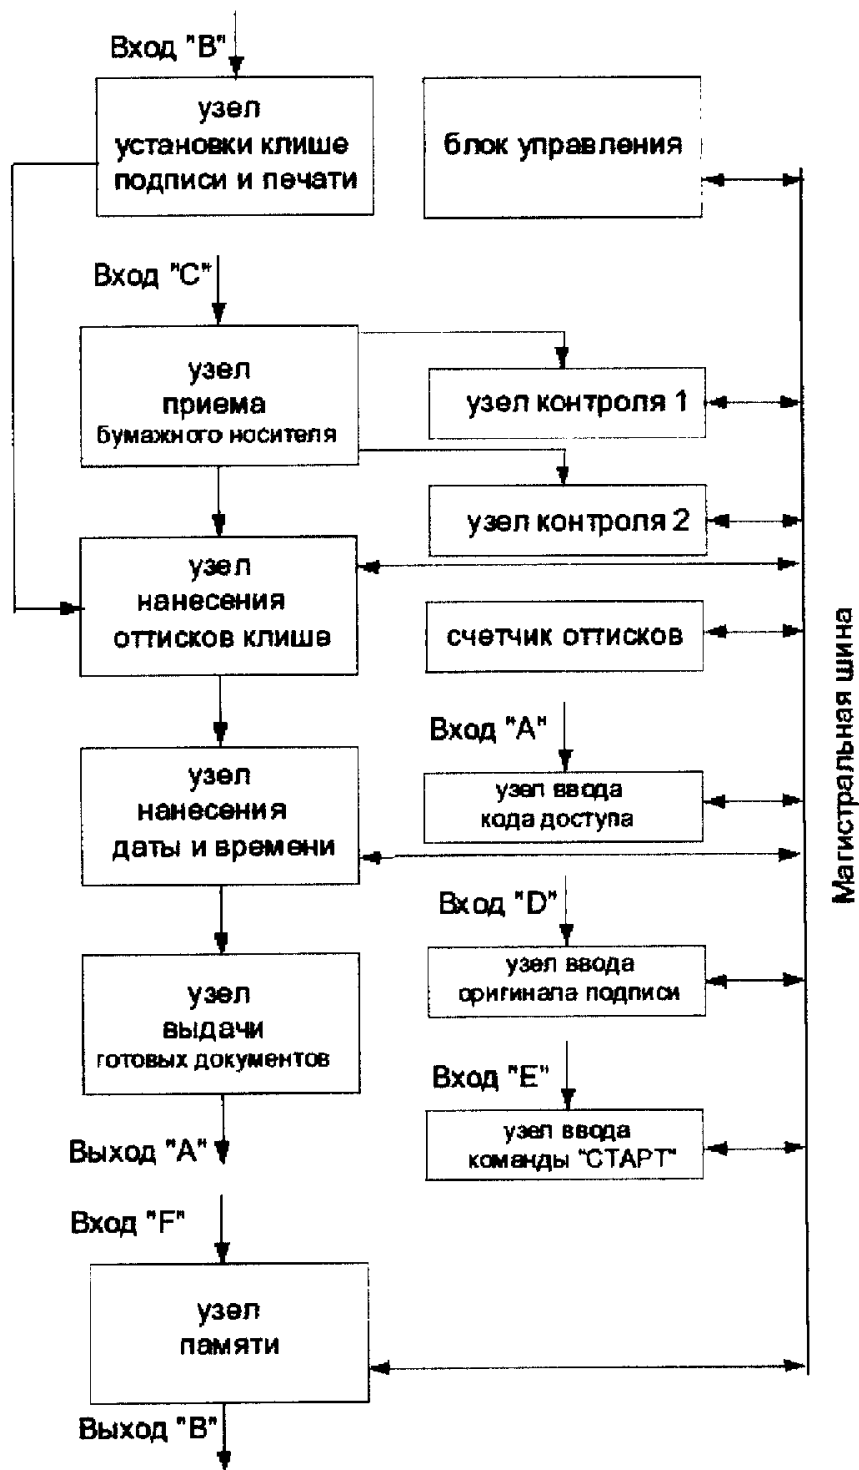 Вход "В"
узел
установки клише
подписи и печати
блок управления
Вход "С"
узел
приема
бумажного носителя
узел контроля 1
узел контроля 2
узел
нанесения
оттисков клише
счетчик оттисков
Вход "А"
узел ввода
кода доступа
узел
нанесения
даты и времени
Магистральная шина
Вход "D"
узел ввода
оригинала подписи
узел
выдачи
готовых документов
Вход "Е"
узел ввода
команды "СТАРТ"
Выход "А"
Вход "F"
узел
памяти
Выход "В"